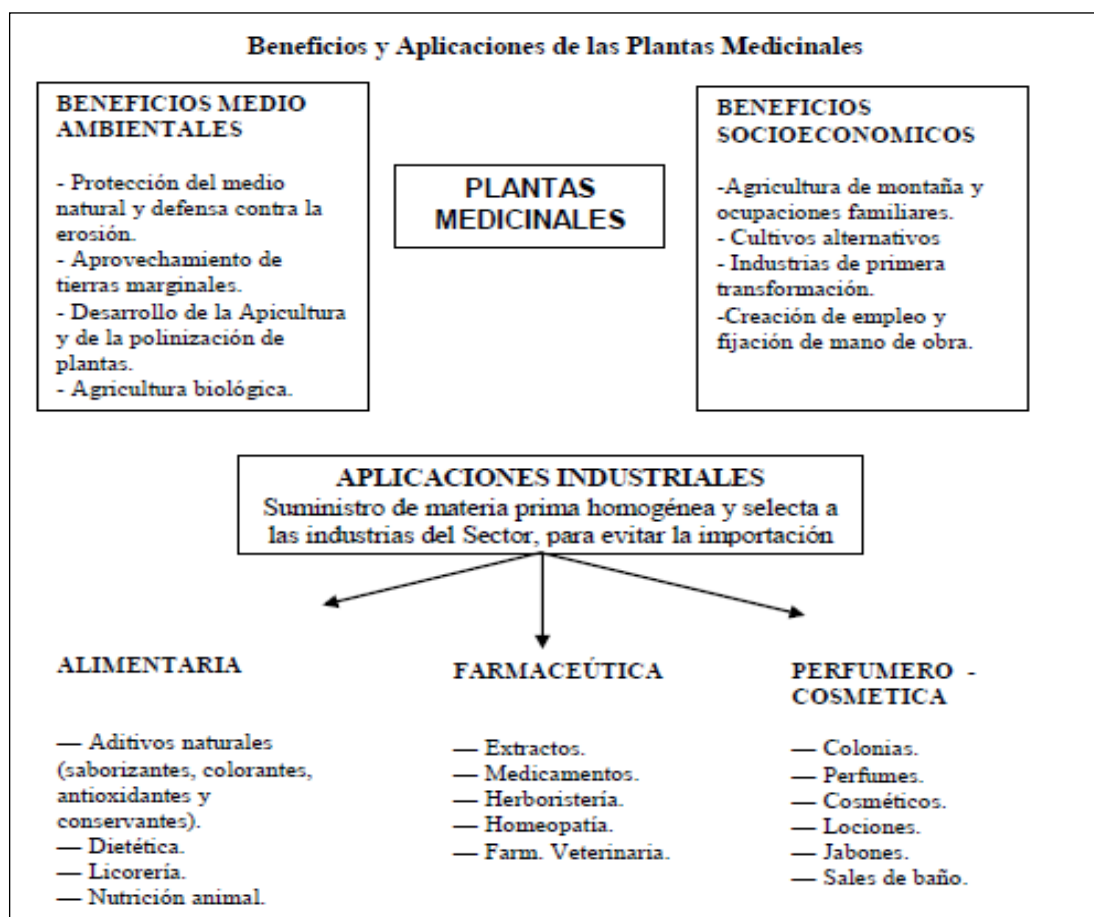 Beneficios y Aplicaciones de las Plantas Medicinales
BENEFICIOS MEDIO
AMBIENTALES
- Protección del medio
natural y defensa contra la
erosión.
- Aprovechamiento de
tierras marginales.
- Desarrollo de la Apicultura
y de la polinización de
plantas.
- Agricultura biológica.
PLANTAS
MEDICINALES
BENEFICIOS
SOCIOECONOMICOS
-Agricultura de montaña y
ocupaciones familiares.
- Cultivos alternativos
- Industrias de primera
transformación.
-Creación de empleo y
fijación de mano de obra.
APLICACIONES INDUSTRIALES
Suministro de materia prima homogénea y selecta a
las industrias del Sector, para evitar la importación
ALIMENTARIA
— Aditivos naturales
(saborizantes, colorantes,
antioxidantes y
conservantes).
— Dietética.
— Licorería.
— Nutrición animal.
FARMACEÚTICA
— Extractos.
— Medicamentos.
— Herboristería.
— Homeopatía.
— Farm. Veterinaria.
PERFUMERO -
COSMETICA
— Colonias.
— Perfumes.
— Cosméticos.
— Lociones.
— Jabones.
— Sales de baño.